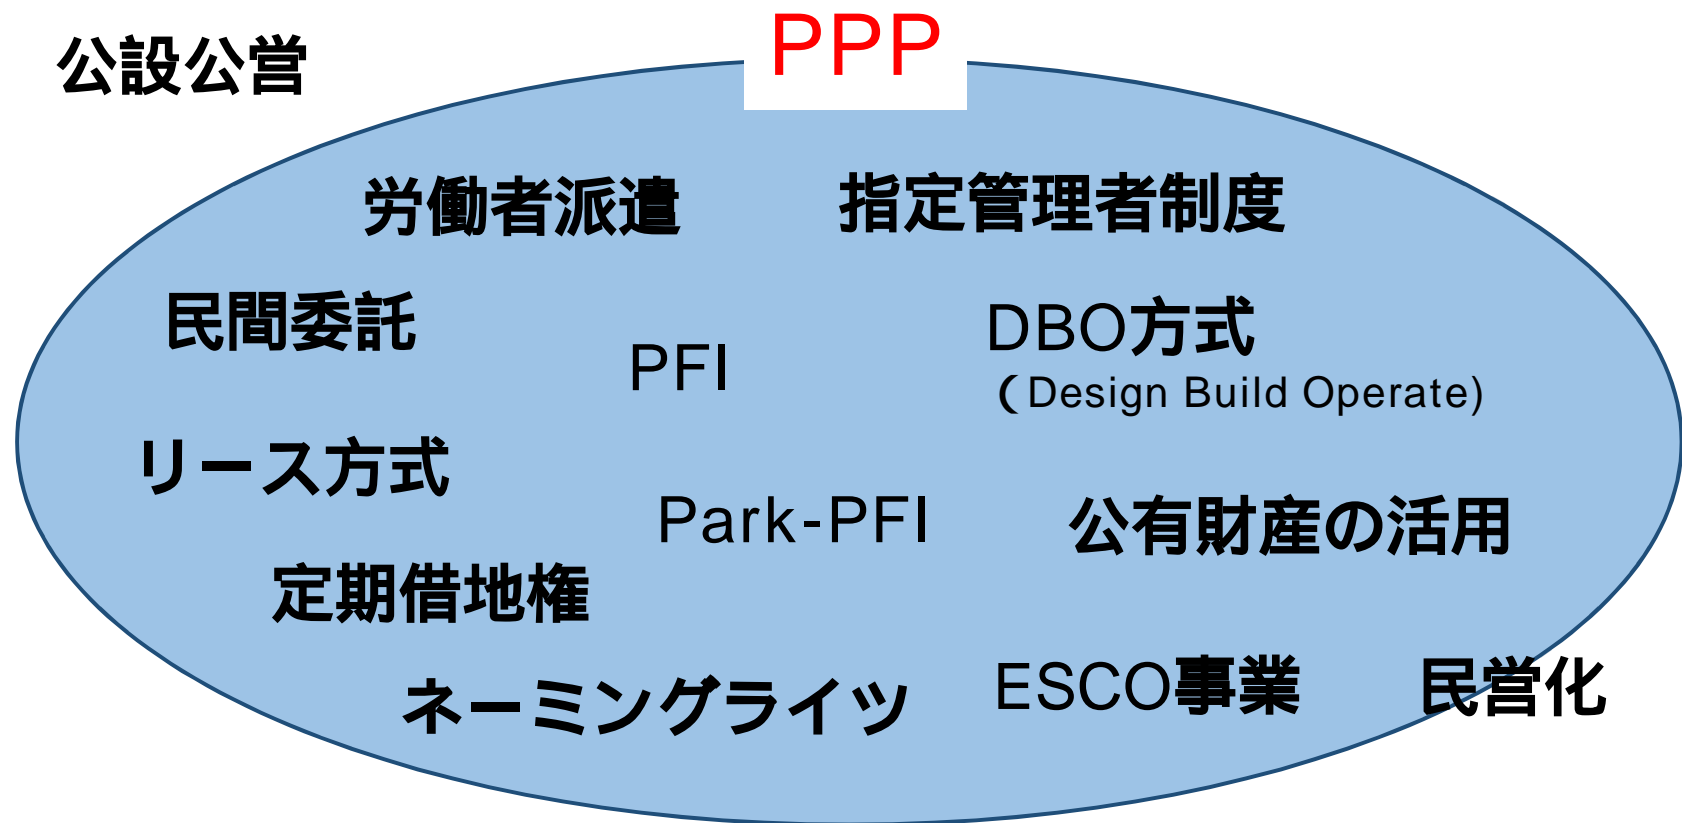 PPP
公設公営
労働者派遣
指定管理者制度
民間委託
PFI
DBO方式
（Design Build Operate)
リース方式
Park-PFI
公有財産の活用
定期借地権
ネーミングライツ
ESCO事業
民営化